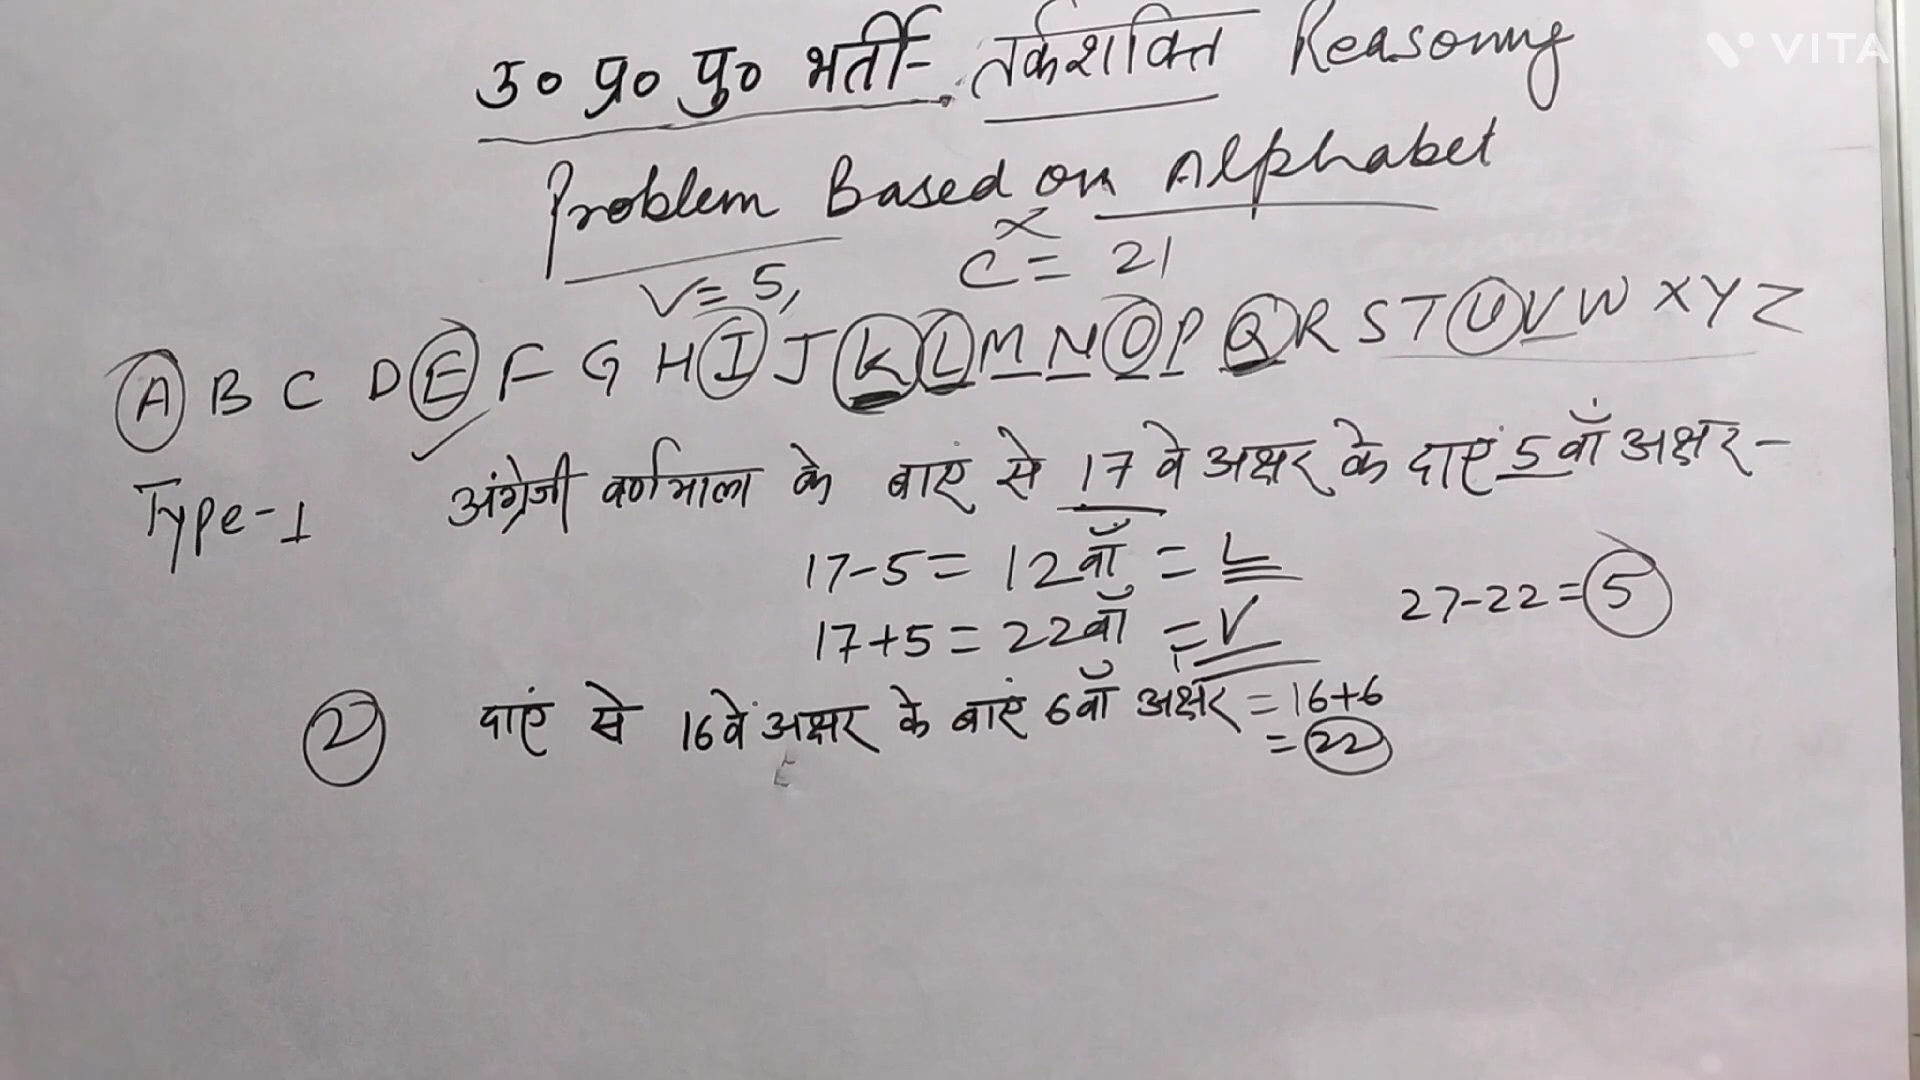 उ० प्र० पु० भर्ती- तर्कशक्ति Reasoning
VITA
Problem Based on Alphabet
V= 5,
x
C= 21
A B C D E F G H I J K L M N O P Q R S T U V W X Y Z
Type-1 अंग्रेजी वर्णमाला के बाएं से 17 वे अक्षर के दाएं 5 वाँ अक्षर-
17-5= 12वाँ = L
17+5= 22वाँ = V
27-22=5
2 दाएं से 16वें अक्षर के बाएं 6वाँ अक्षर = 16+6
= 22